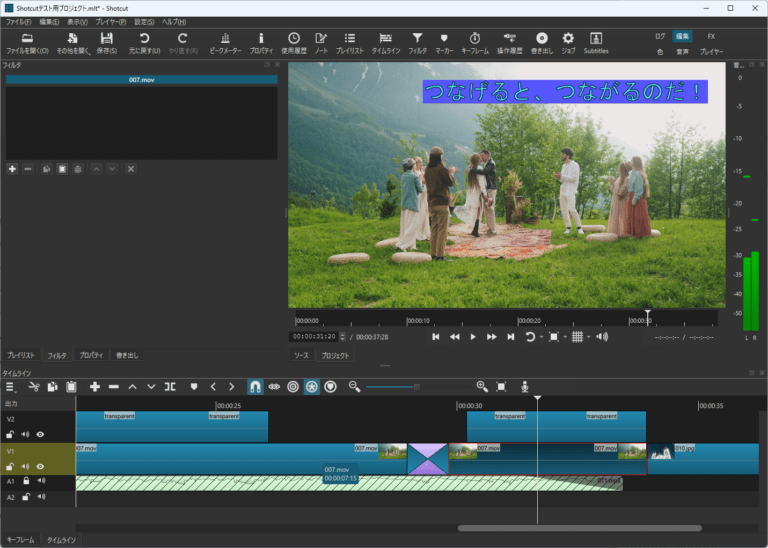 Shotcutテスト用プロジェクト.mlt* - Shotcut
ファイル(F) 編集(E) 表示(V) プレイヤー(P) 設定(S) ヘルプ(H)
ファイルを開く(O) その他を開く 保存(S) 元に戻す(U) やり直す(R) ピークメーター プロパティ 使用履歴 ノート プレイリスト タイムライン フィルタ マーカー キーフレーム 操作履歴 書き出し ジョブ Subtitles
ログ 編集 FX
色 音声 プレイヤー
フィルタ
007.mov
つなげると、つながるのだ！
音...
0
-5
-10
-15
-20
-25
-30
-35
-40
-50
L R
00:00:00 00:00:10 00:00:20 00:00:30
00:00:31:20 / 00:00:37:28 --:--:--:-- / --:--:--:--
プレイリスト フィルタ プロパティ 書き出し
ソース プロジェクト
タイムライン
出力
00:00:25 00:00:30 00:00:35
V2
transparent transparent transparent transparent
V1
007.mov 007.mov 007.mov 007.mov 010.jpg
007.mov
00:00:07:15
A1
011.mp3
A2
キーフレーム タイムライン